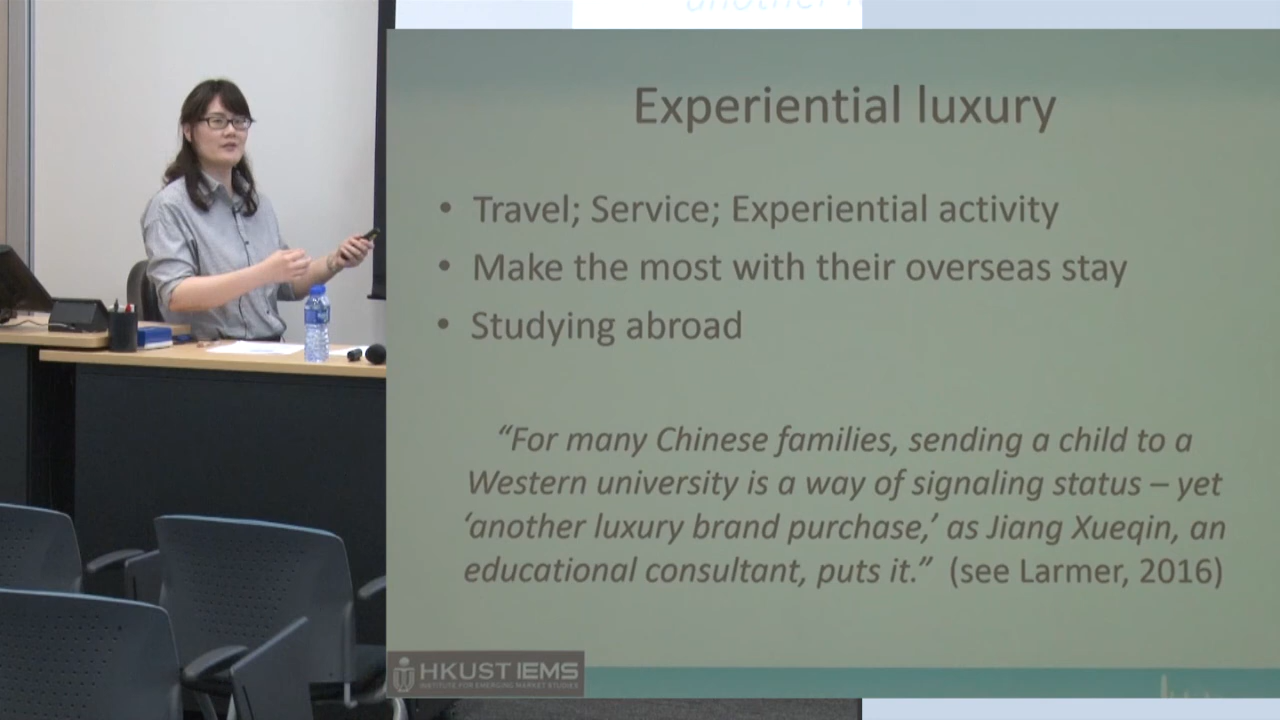 another
Experiential luxury
• Travel; Service; Experiential activity
• Make the most with their overseas stay
• Studying abroad
“For many Chinese families, sending a child to a
Western university is a way of signaling status – yet
‘another luxury brand purchase,’ as Jiang Xueqin, an
educational consultant, puts it.” (see Larmer, 2016)
HKUST IEMS
INSTITUTE FOR EMERGING MARKET STUDIES